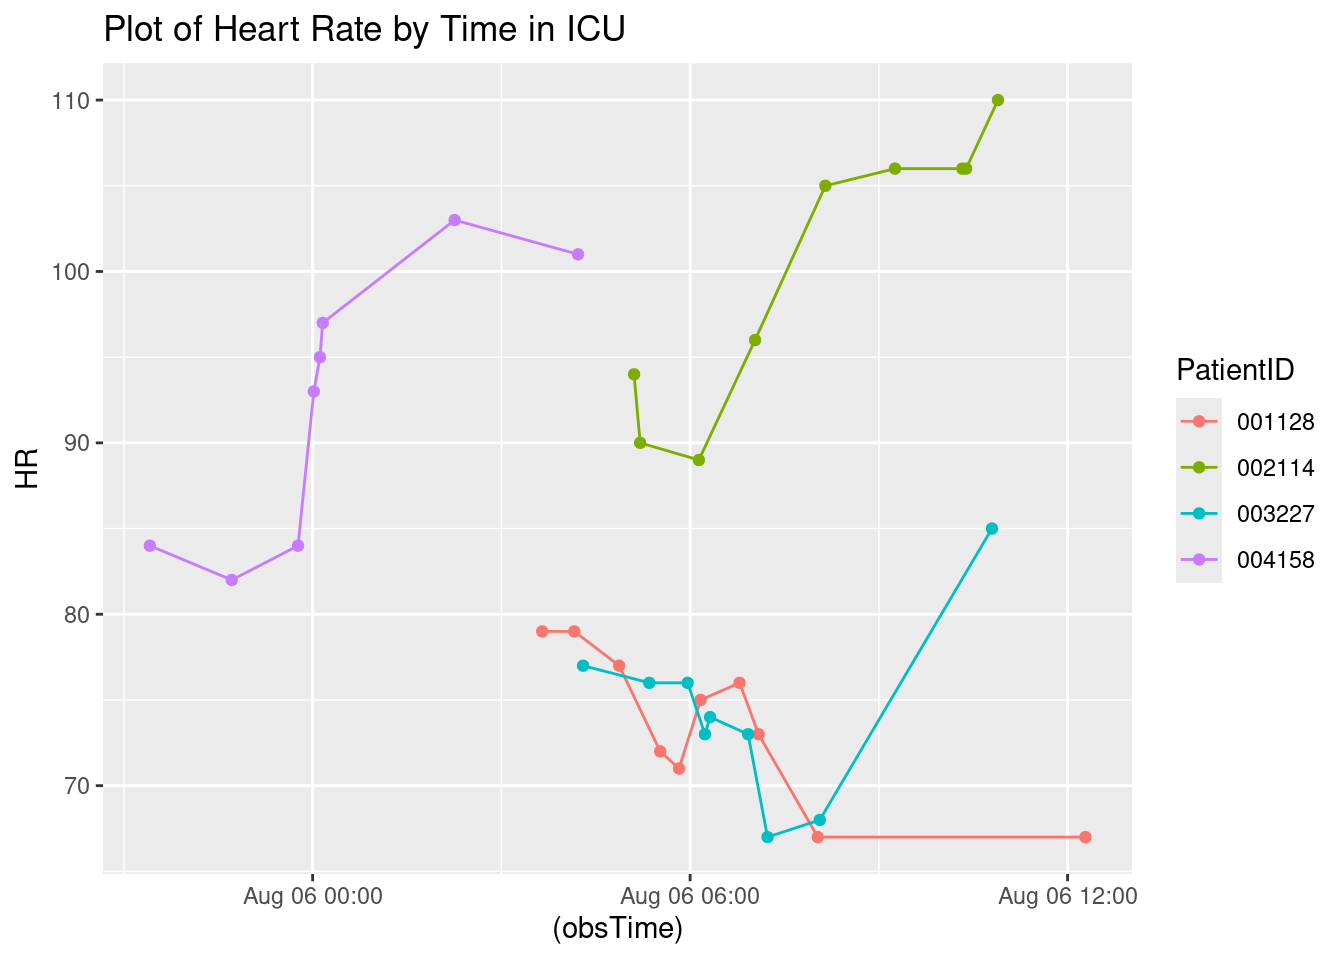 Plot of Heart Rate by Time in ICU
110
100
90
80
70
HR
Aug 06 00:00
Aug 06 06:00
Aug 06 12:00
(obsTime)
PatientID
001128
002114
003227
004158